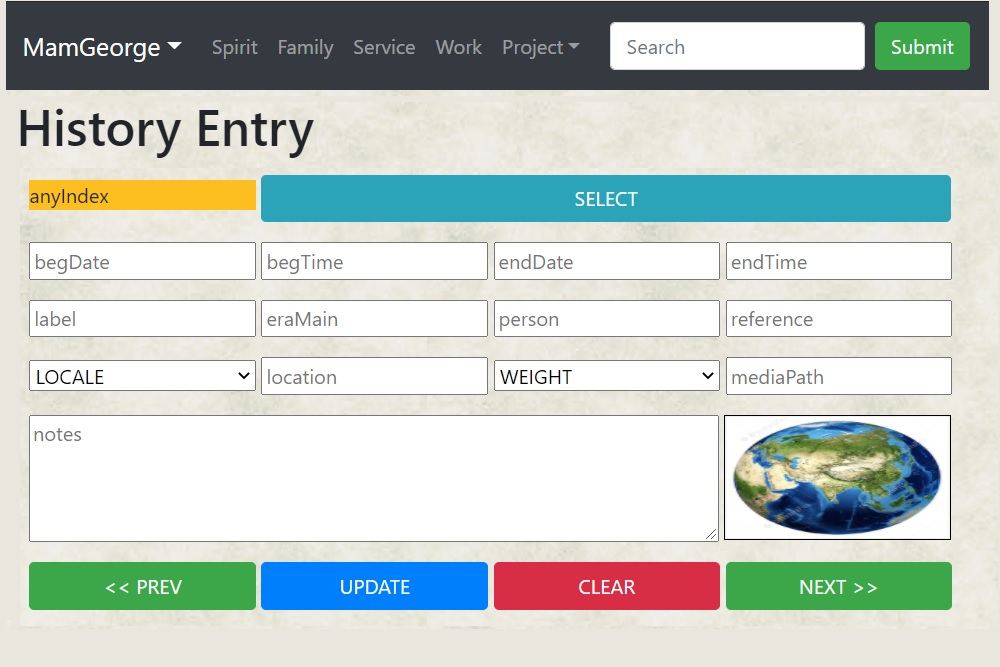 MamGeorge Spirit Family Service Work Project Search Submit
History Entry
anyIndex SELECT
begDate begTime endDate endTime
label eraMain person reference
LOCALE location WEIGHT mediaPath
notes
<< PREV UPDATE CLEAR NEXT >>